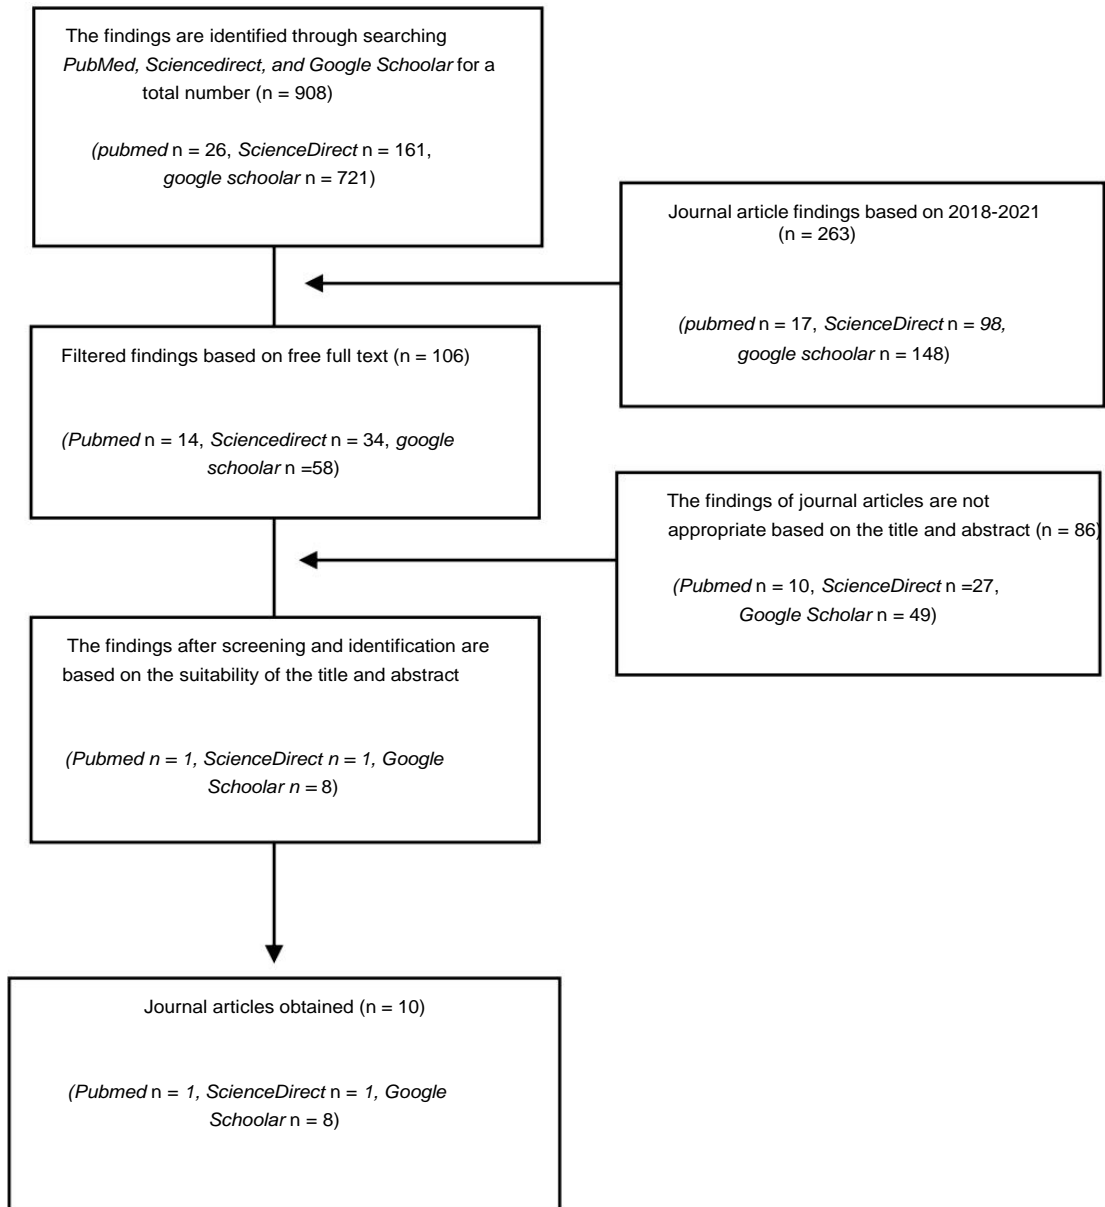 The findings are identified through searching
PubMed, Sciencedirect, and Google Schoolar for a
total number (n = 908)
(pubmed n = 26, ScienceDirect n = 161,
google schoolar n = 721)
Journal article findings based on 2018-2021
(n = 263)
(pubmed n = 17, ScienceDirect n = 98,
google schoolar n = 148)
Filtered findings based on free full text (n = 106)
(Pubmed n = 14, Sciencedirect n = 34, google
schoolar n =58)
The findings of journal articles are not
appropriate based on the title and abstract (n = 86)
(Pubmed n = 10, ScienceDirect n =27,
Google Scholar n = 49)
The findings after screening and identification are
based on the suitability of the title and abstract
(Pubmed n = 1, ScienceDirect n = 1, Google
Schoolar n = 8)
Journal articles obtained (n = 10)
(Pubmed n = 1, ScienceDirect n = 1, Google
Schoolar n = 8)